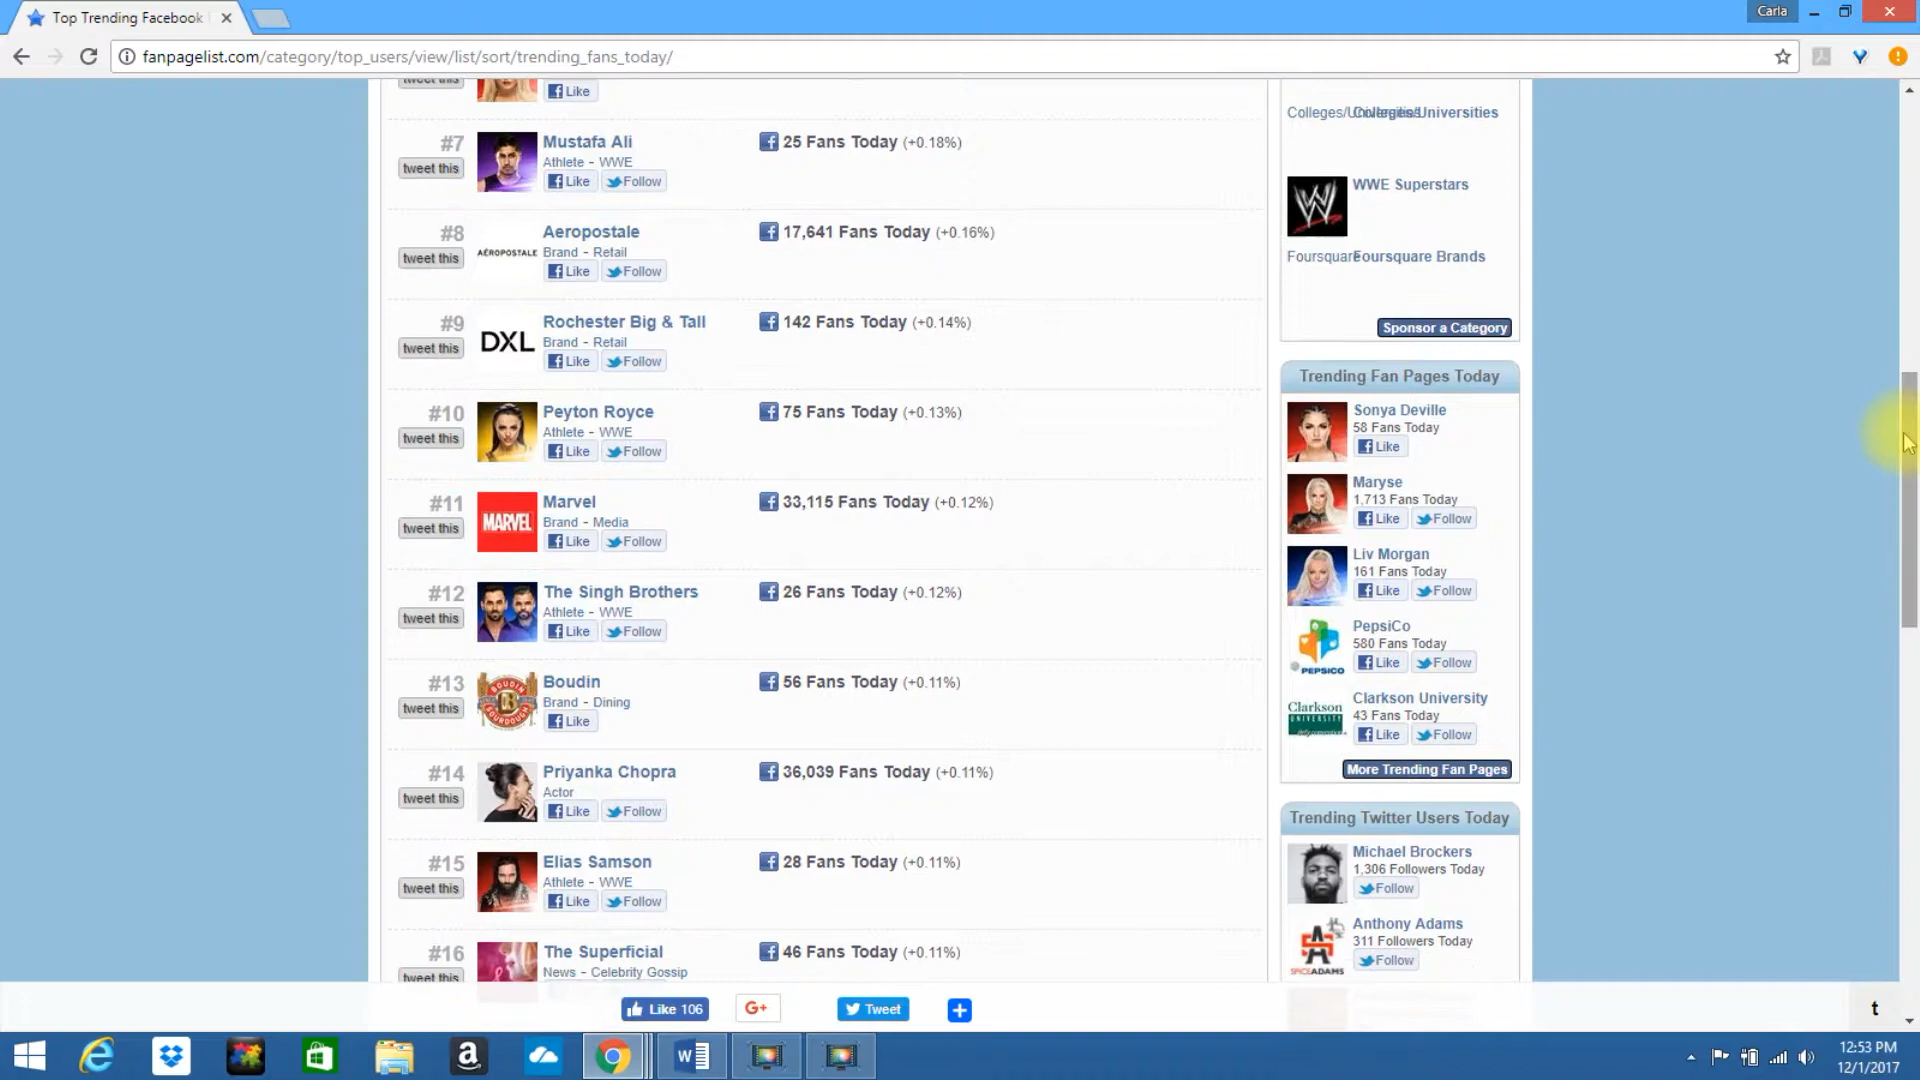 Top Trending Facebook
Carla
fanpagelist.com/category/top_users/view/list/sort/trending_fans_today/
tweet this
Like
#7
tweet this
Mustafa Ali
Athlete - WWE
Like Follow
25 Fans Today (+0.18%)
#8
tweet this
AÉROPOSTALE
Aeropostale
Brand - Retail
Like Follow
17,641 Fans Today (+0.16%)
#9
tweet this
DXL
Rochester Big & Tall
Brand - Retail
Like Follow
142 Fans Today (+0.14%)
#10
tweet this
Peyton Royce
Athlete - WWE
Like Follow
75 Fans Today (+0.13%)
#11
tweet this
MARVEL
Marvel
Brand - Media
Like Follow
33,115 Fans Today (+0.12%)
#12
tweet this
The Singh Brothers
Athlete - WWE
Like Follow
26 Fans Today (+0.12%)
#13
tweet this
BOUDIN
SOURDOUGH
Boudin
Brand - Dining
Like
56 Fans Today (+0.11%)
#14
tweet this
Priyanka Chopra
Actor
Like Follow
36,039 Fans Today (+0.11%)
#15
tweet this
Elias Samson
Athlete - WWE
Like Follow
28 Fans Today (+0.11%)
#16
tweet this
The Superficial
News - Celebrity Gossip
46 Fans Today (+0.11%)
Colleges/Universities
Colleges/Universities
WWE Superstars
Foursquare
Foursquare Brands
Sponsor a Category
Trending Fan Pages Today
Sonya Deville
58 Fans Today
Like
Maryse
1,713 Fans Today
Like Follow
Liv Morgan
161 Fans Today
Like Follow
PEPSICO
PepsiCo
580 Fans Today
Like Follow
Clarkson
UNIVERSITY
Clarkson University
43 Fans Today
Like Follow
More Trending Fan Pages
Trending Twitter Users Today
Michael Brockers
1,306 Followers Today
Follow
SPICEADAMS
Anthony Adams
311 Followers Today
Follow
Like 106
G+
Tweet
t
12:53 PM
12/1/2017